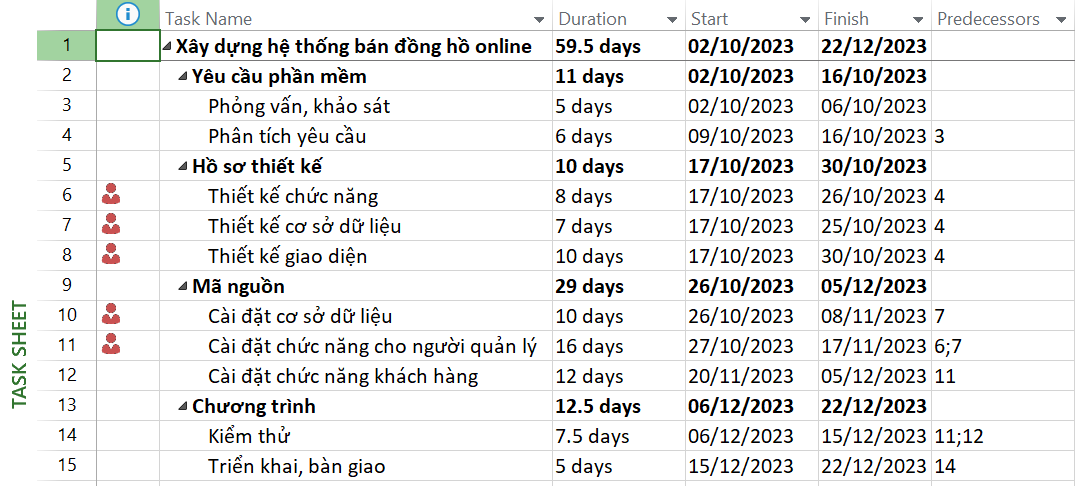 Task Name Duration Start Finish Predecessors
1 Xây dựng hệ thống bán đồng hồ online 59.5 days 02/10/2023 22/12/2023
2 Yêu cầu phần mềm 11 days 02/10/2023 16/10/2023
3 Phỏng vấn, khảo sát 5 days 02/10/2023 06/10/2023
4 Phân tích yêu cầu 6 days 09/10/2023 16/10/2023 3
5 Hồ sơ thiết kế 10 days 17/10/2023 30/10/2023
6 Thiết kế chức năng 8 days 17/10/2023 26/10/2023 4
7 Thiết kế cơ sở dữ liệu 7 days 17/10/2023 25/10/2023 4
8 Thiết kế giao diện 10 days 17/10/2023 30/10/2023 4
9 Mã nguồn 29 days 26/10/2023 05/12/2023
10 Cài đặt cơ sở dữ liệu 10 days 26/10/2023 08/11/2023 7
11 Cài đặt chức năng cho người quản lý 16 days 27/10/2023 17/11/2023 6;7
12 Cài đặt chức năng khách hàng 12 days 20/11/2023 05/12/2023 11
13 Chương trình 12.5 days 06/12/2023 22/12/2023
14 Kiểm thử 7.5 days 06/12/2023 15/12/2023 11;12
15 Triển khai, bàn giao 5 days 15/12/2023 22/12/2023 14
TASK SHEET